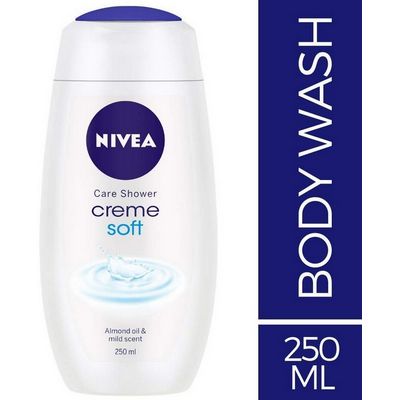 NIVEA
Care Shower
creme
soft
Almond oil &
mild scent
250 ml
BODY WASH
250
ML